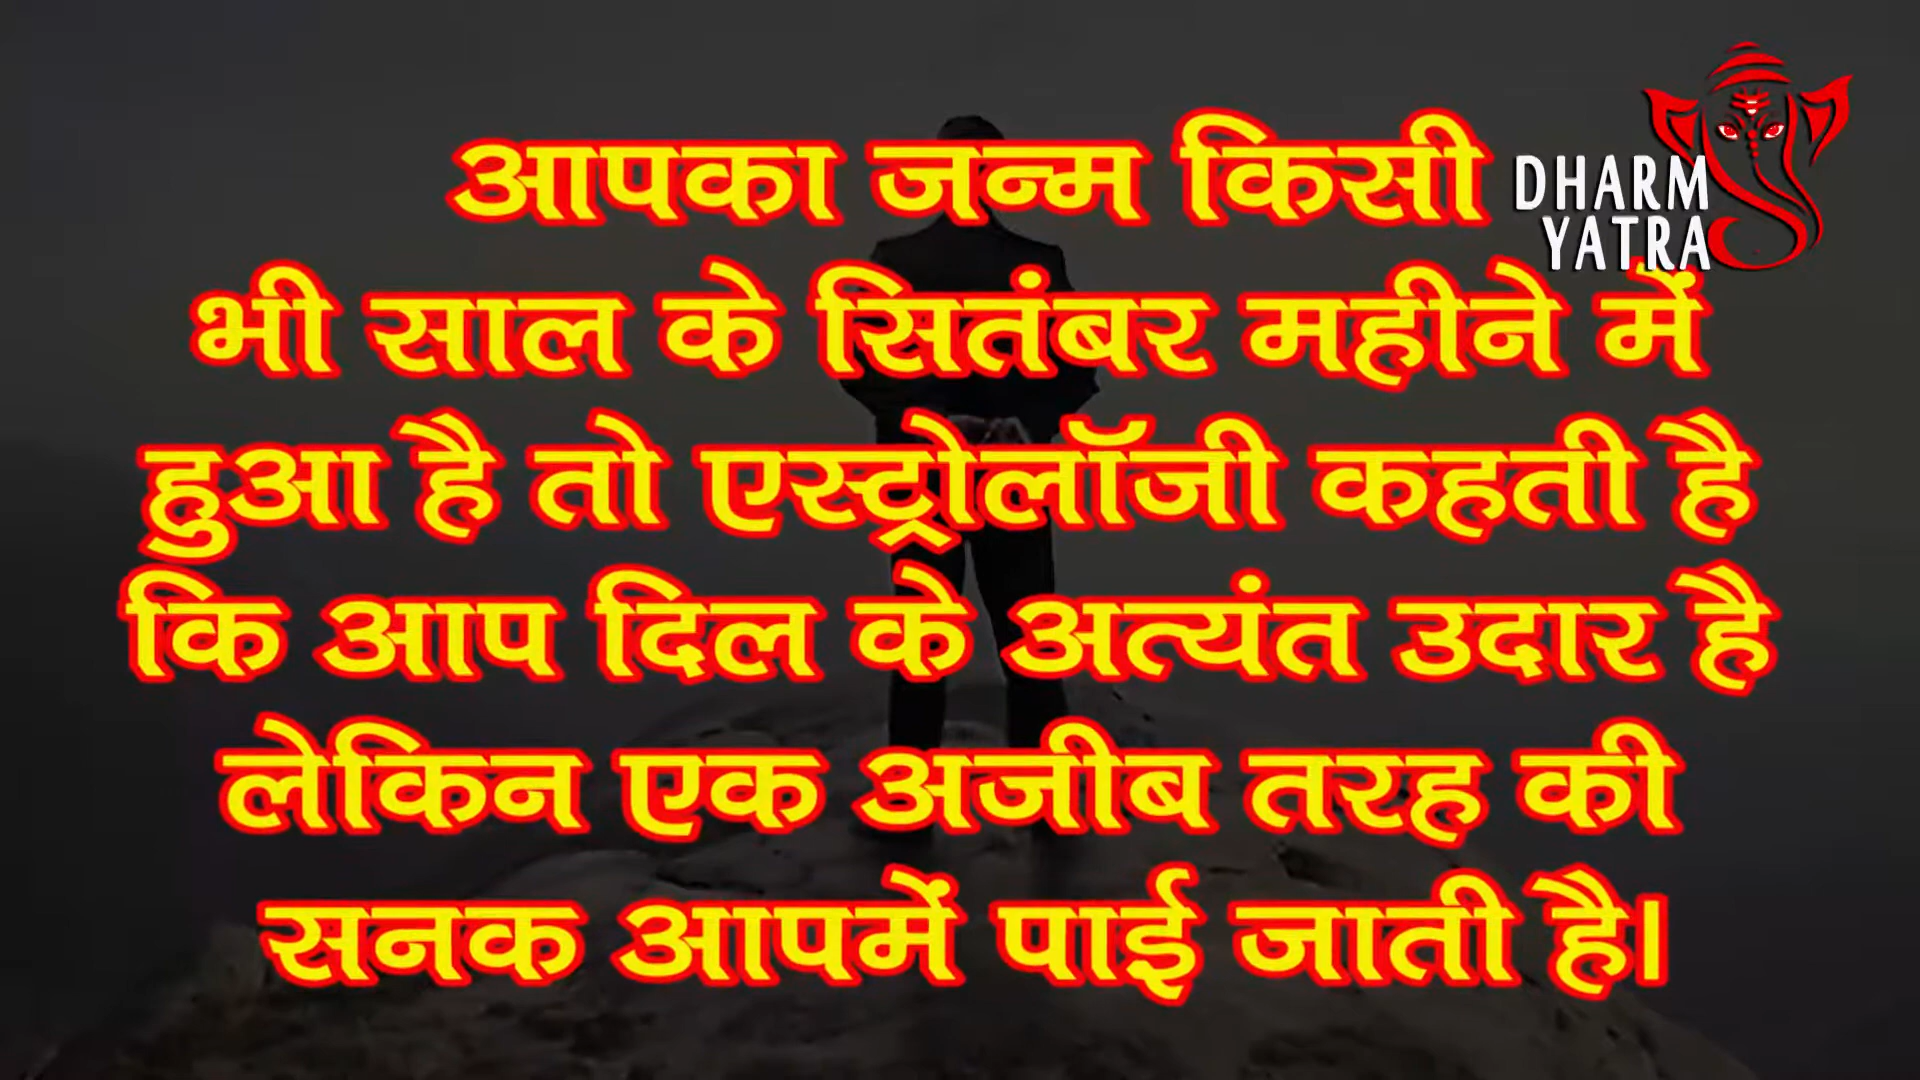 आपका जन्म किसी
भी साल के सितंबर महीने में
हुआ है तो एस्ट्रोलॉजी कहती है
कि आप दिल के अत्यंत उदार है
लेकिन एक अजीब तरह की
सनक आपमें पाई जाती है।
DHARM
YATRA